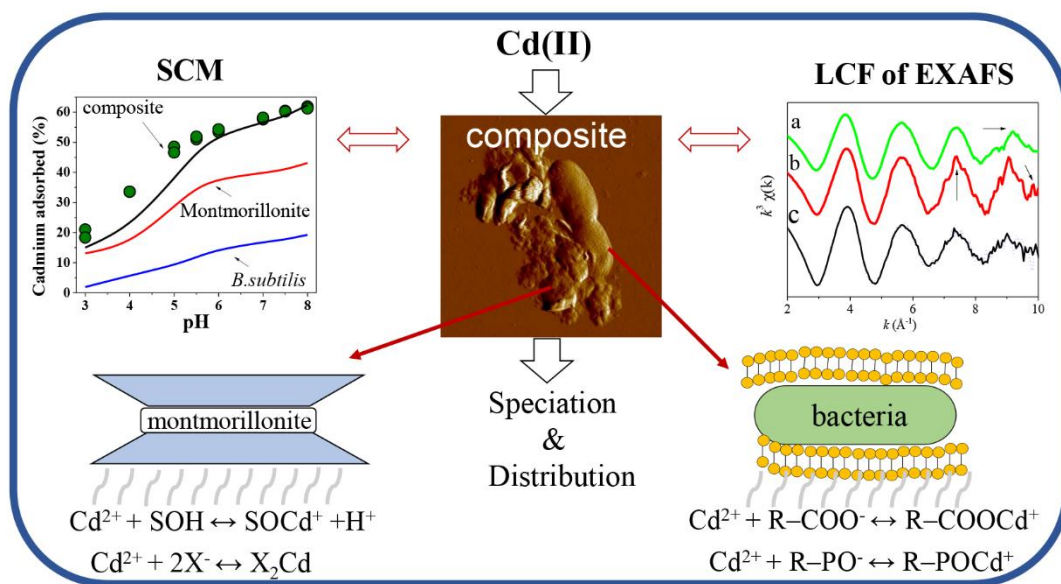 Cd(II)
SCM
Cadmium adsorbed (%)
60
50
40
30
20
10
0
composite
Montmorillonite
B.subtilis
3 4 5 6 7 8
pH
composite
LCF of EXAFS
k³ χ(k)
a
b
c
2 4 6 8 10
k (Å⁻¹)
montmorillonite
Cd²⁺ + SOH ↔ SOCd⁺ +H⁺
Cd²⁺ + 2X⁻ ↔ X₂Cd
Speciation
&
Distribution
bacteria
Cd²⁺ + R–COO⁻ ↔ R–COOCd⁺
Cd²⁺ + R–PO⁻ ↔ R–POCd⁺